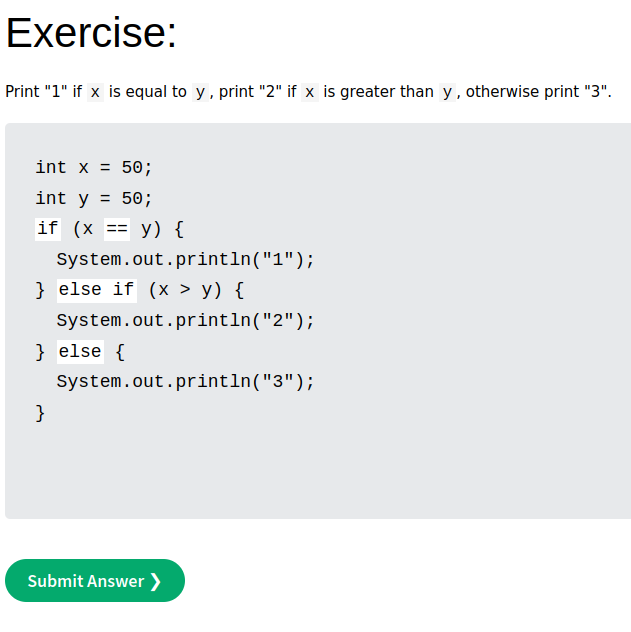 Exercise:
Print "1" if x is equal to y, print "2" if x is greater than y, otherwise print "3".
int x = 50;
int y = 50;
if (x == y) {
  System.out.println("1");
} else if (x > y) {
  System.out.println("2");
} else {
  System.out.println("3");
}
Submit Answer ❯